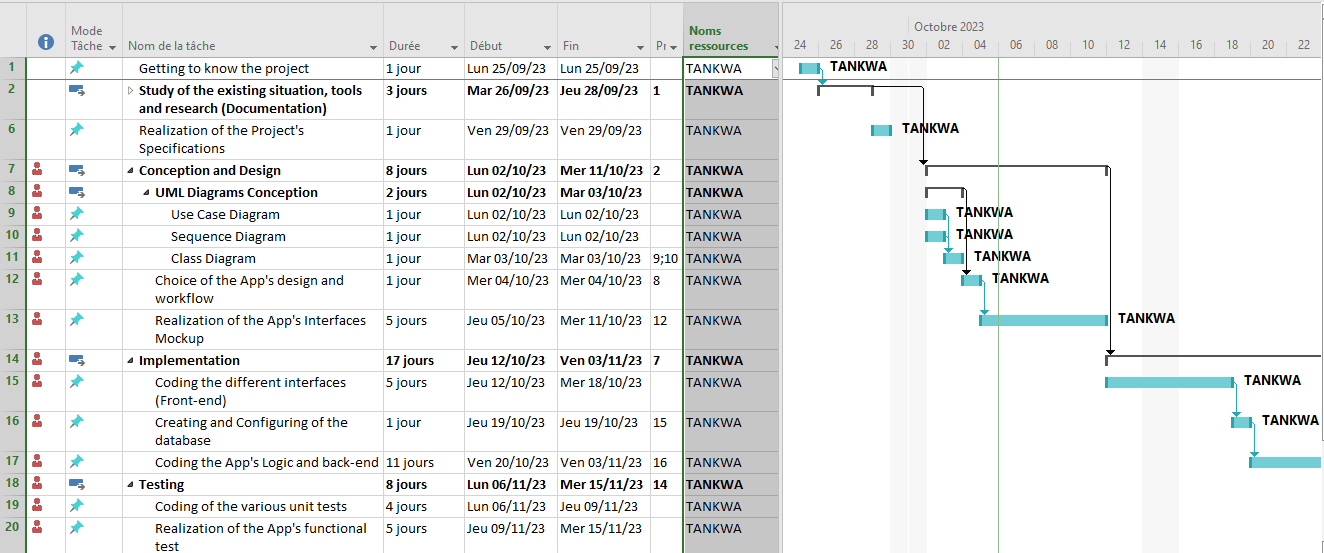 Mode Tâche Nom de la tâche Durée Début Fin Pr Noms ressources
Octobre 2023
24 26 28 30 02 04 06 08 10 12 14 16 18 20 22
1 Getting to know the project 1 jour Lun 25/09/23 Lun 25/09/23 TANKWA TANKWA
2 Study of the existing situation, tools 3 jours Mar 26/09/23 Jeu 28/09/23 1 TANKWA
and research (Documentation)
6 Realization of the Project's 1 jour Ven 29/09/23 Ven 29/09/23 TANKWA TANKWA
Specifications
7 Conception and Design 8 jours Lun 02/10/23 Mer 11/10/23 2 TANKWA
8 UML Diagrams Conception 2 jours Lun 02/10/23 Mar 03/10/23 TANKWA
9 Use Case Diagram 1 jour Lun 02/10/23 Lun 02/10/23 TANKWA TANKWA
10 Sequence Diagram 1 jour Lun 02/10/23 Lun 02/10/23 TANKWA TANKWA
11 Class Diagram 1 jour Mar 03/10/23 Mar 03/10/23 9;10 TANKWA TANKWA
12 Choice of the App's design and 1 jour Mer 04/10/23 Mer 04/10/23 8 TANKWA TANKWA
workflow
13 Realization of the App's Interfaces 5 jours Jeu 05/10/23 Mer 11/10/23 12 TANKWA TANKWA
Mockup
14 Implementation 17 jours Jeu 12/10/23 Ven 03/11/23 7 TANKWA
15 Coding the different interfaces 5 jours Jeu 12/10/23 Mer 18/10/23 TANKWA TANKWA
(Front-end)
16 Creating and Configuring of the 1 jour Jeu 19/10/23 Jeu 19/10/23 15 TANKWA TANKWA
database
17 Coding the App's Logic and back-end 11 jours Ven 20/10/23 Ven 03/11/23 16 TANKWA
18 Testing 8 jours Lun 06/11/23 Mer 15/11/23 14 TANKWA
19 Coding of the various unit tests 4 jours Lun 06/11/23 Jeu 09/11/23 TANKWA
20 Realization of the App's functional 5 jours Jeu 09/11/23 Mer 15/11/23 TANKWA
test